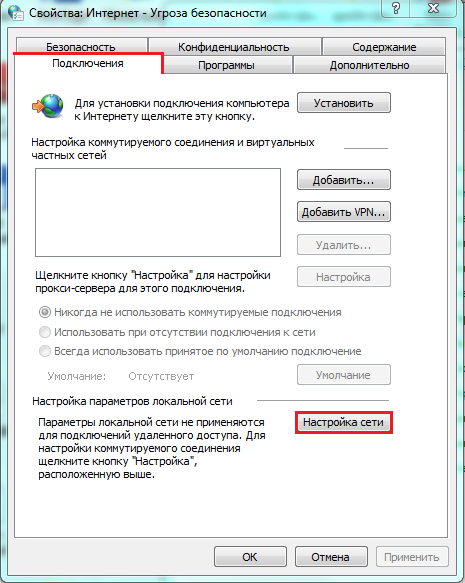 Свойства: Интернет - Угроза безопасности
?
Безопасность Конфиденциальность Содержание
Подключения Программы Дополнительно
Для установки подключения компьютера
к Интернету щелкните эту кнопку.
Установить
Настройка коммутируемого соединения и виртуальных
частных сетей
Добавить...
Добавить VPN...
Удалить...
Щелкните кнопку "Настройка" для настройки
прокси-сервера для этого подключения.
Настройка
Никогда не использовать коммутируемые подключения
Использовать при отсутствии подключения к сети
Всегда использовать принятое по умолчанию подключение
Умолчание: Отсутствует Умолчание
Настройка параметров локальной сети
Параметры локальной сети не применяются
для подключений удаленного доступа. Для
настройки коммутируемого соединения
щелкните кнопку "Настройка",
расположенную выше.
Настройка сети
ОК Отмена Применить